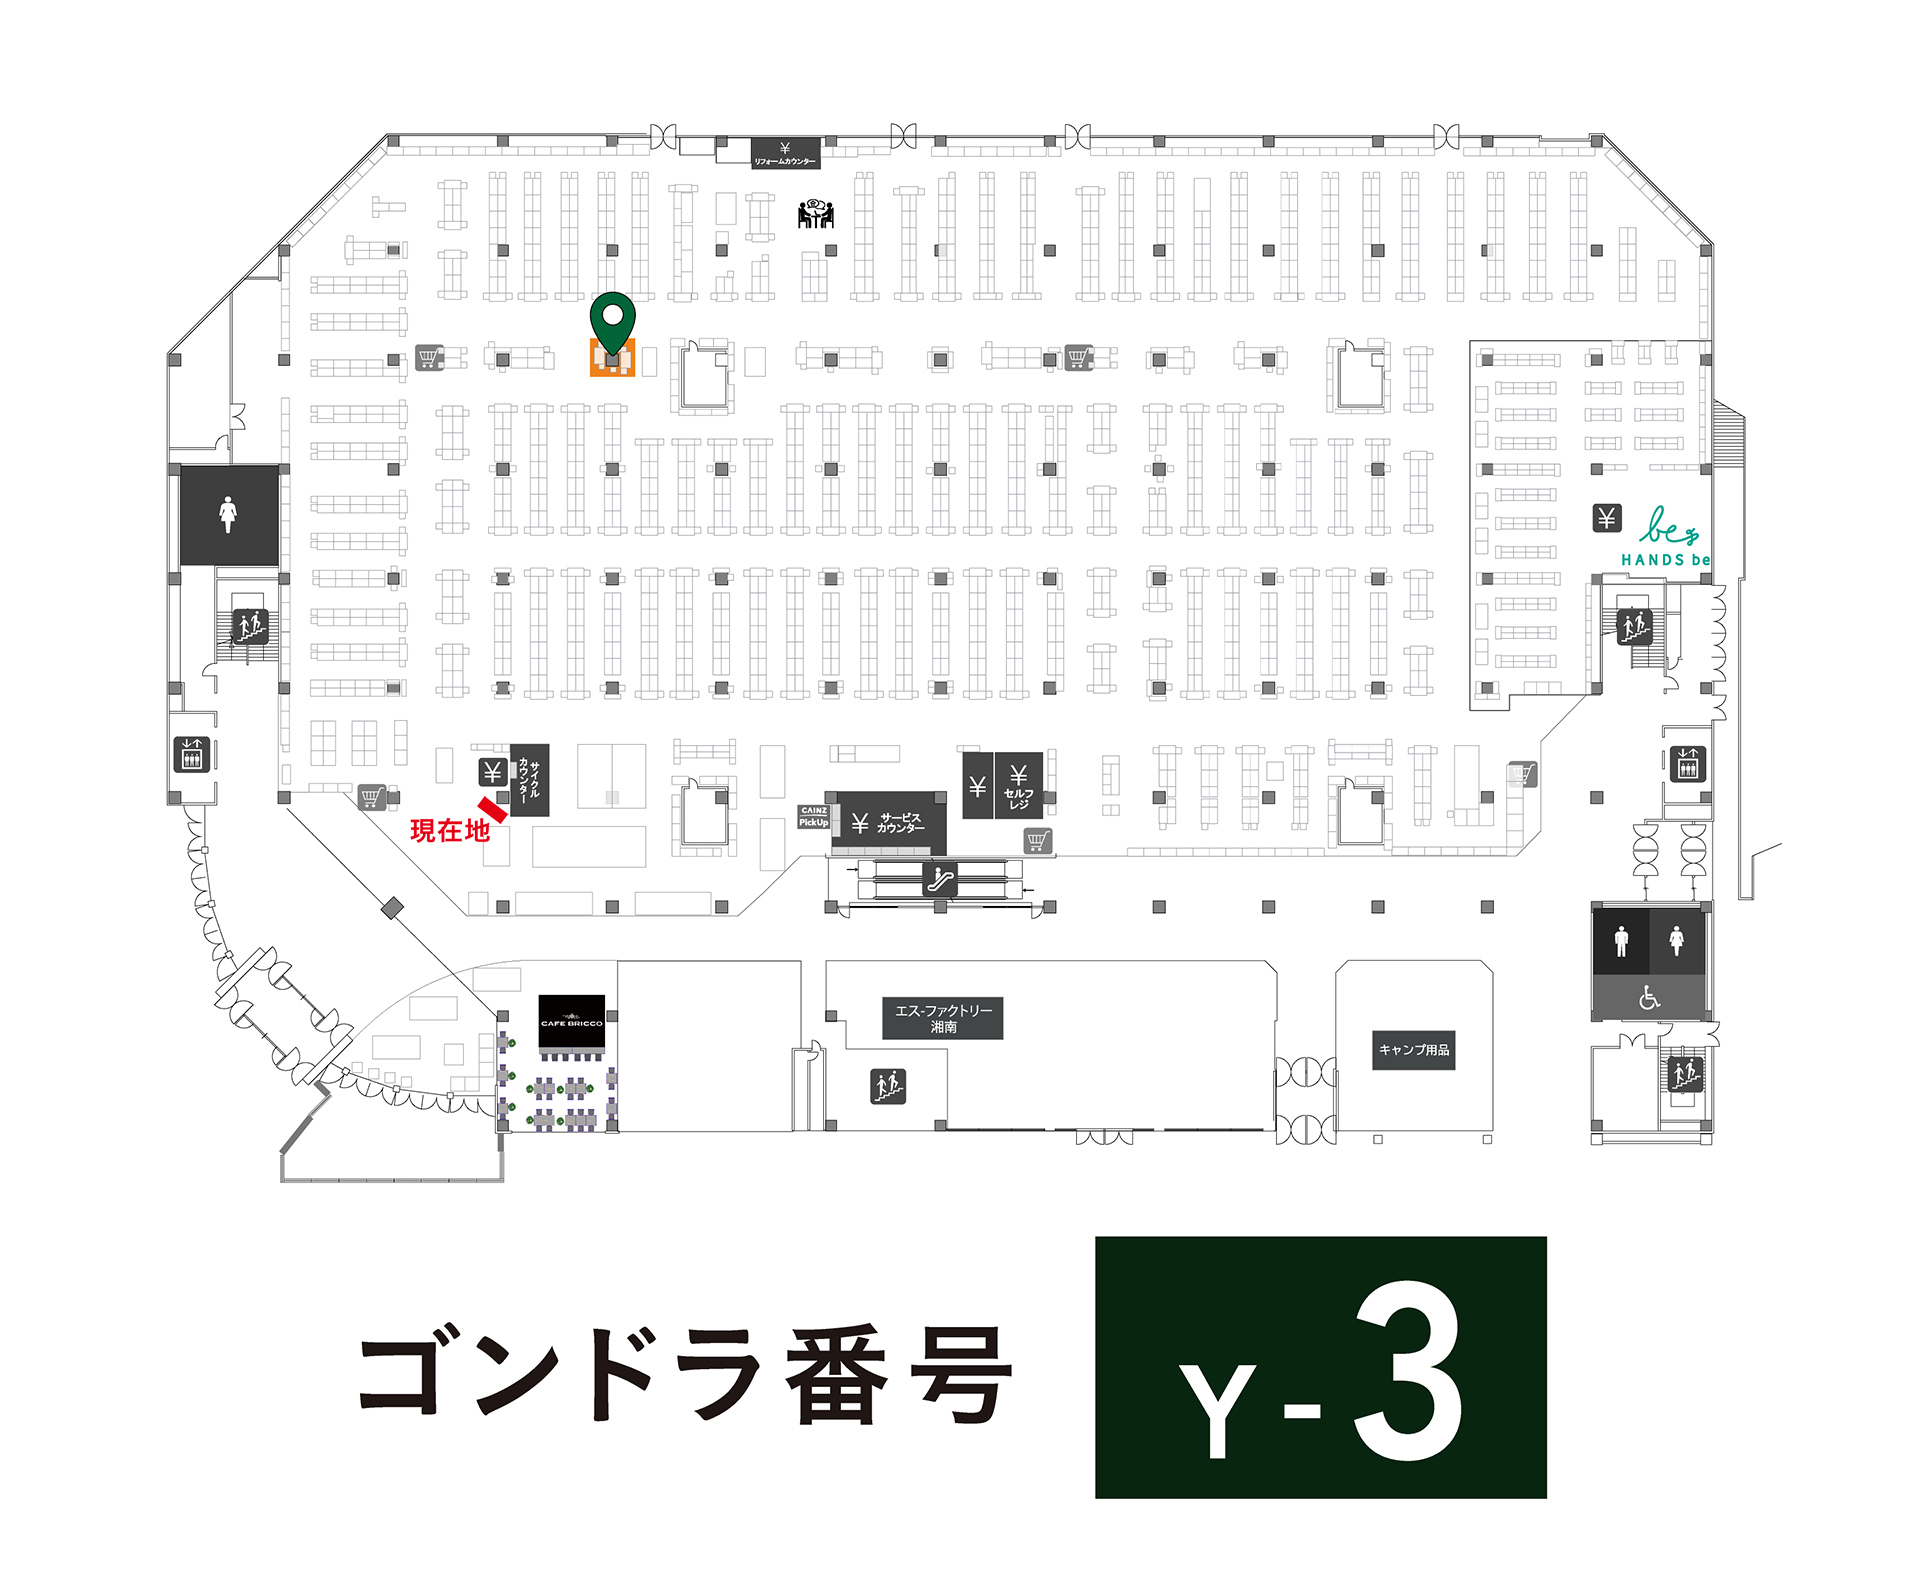 ¥
リフォームカウンター
¥
be
HANDS be
¥
サイクル
カウンター
現在地
CAINZ
PickUp
¥
サービス
カウンター
¥
¥
セルフ
レジ
CAFE BRICCO
エス-ファクトリー
湘南
キャンプ用品
ゴンドラ番号
Y-3